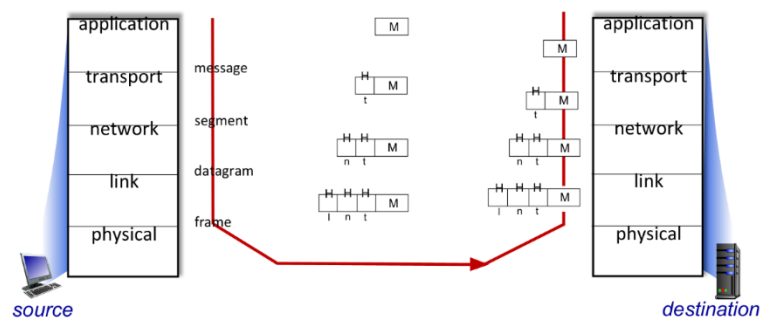 application
transport
network
link
physical
source
message
segment
datagram
frame
M
H
t
M
H H
n t
M
H H H
l n t
M
M
H
t
M
H H
n t
M
H H H
l n t
M
application
transport
network
link
physical
destination